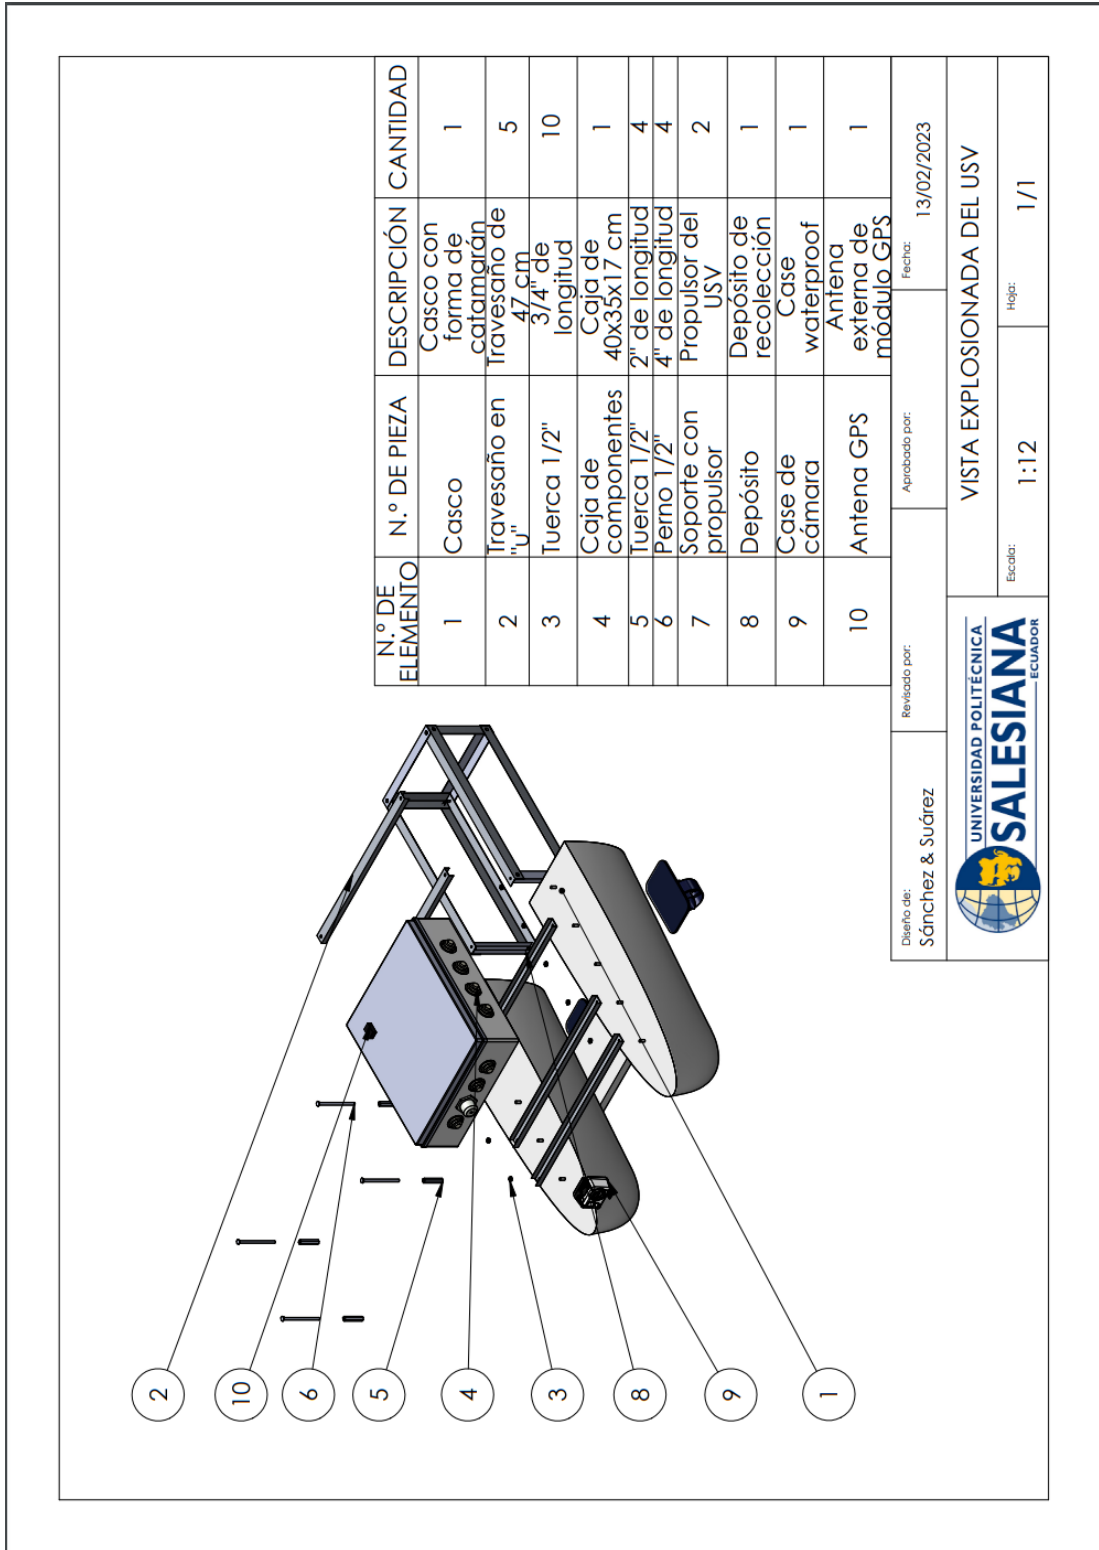 2
10
6
5
4
3
8
9
1
N.º DE
ELEMENTO
N.º DE PIEZA
DESCRIPCIÓN
CANTIDAD
1
Casco
Casco con
forma de
catamarán
1
2
Travesaño en
"U"
Travesaño de
47 cm
5
3
Tuerca 1/2"
3/4" de
longitud
10
4
Caja de
componentes
Caja de
40x35x17 cm
1
5
Tuerca 1/2"
2" de longitud
4
6
Perno 1/2"
4" de longitud
4
7
Soporte con
propulsor
Propulsor del
USV
2
8
Depósito
Depósito de
recolección
1
9
Case de
cámara
Case
waterproof
1
10
Antena GPS
Antena
externa de
módulo GPS
1
Diseño de:
Sánchez & Suárez
Revisado por:
Aprobado por:
Fecha:
13/02/2023
UNIVERSIDAD POLITÉCNICA
SALESIANA
ECUADOR
VISTA EXPLOSIONADA DEL USV
Escala:
1:12
Hoja:
1/1